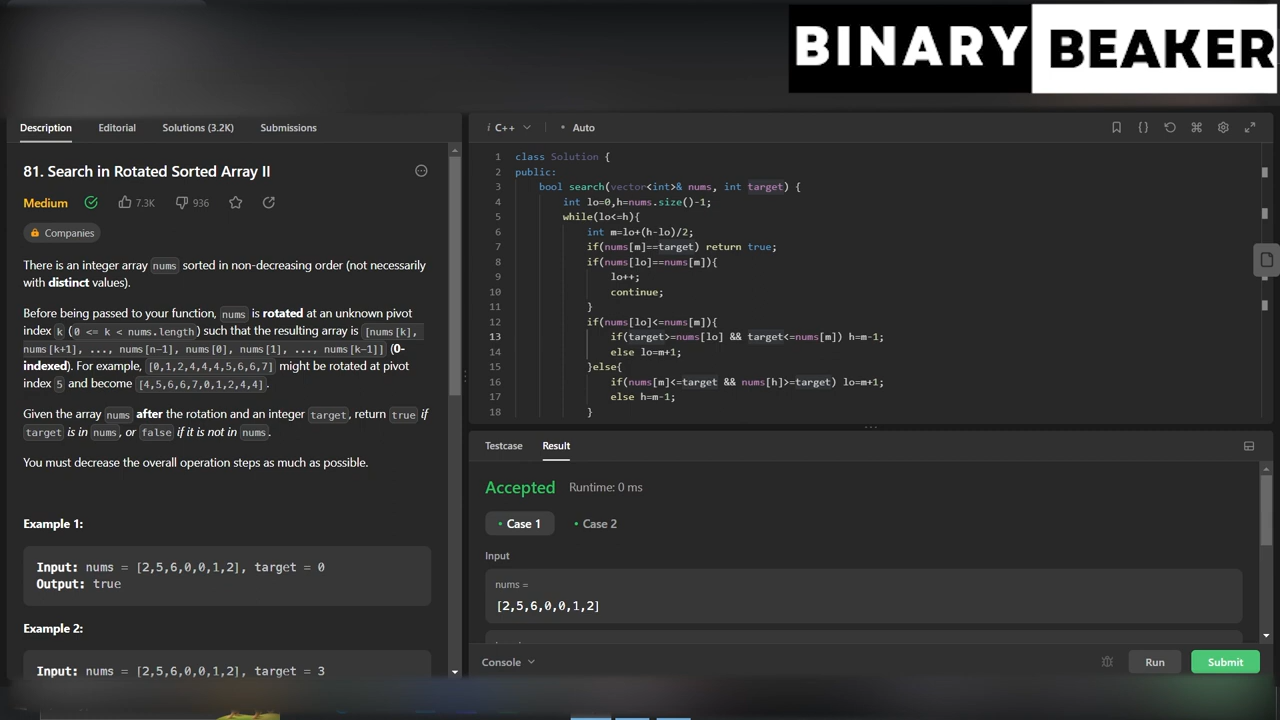 BINARY BEAKER
Description Editorial Solutions (3.2K) Submissions
81. Search in Rotated Sorted Array II
Medium 7.3K 936
Companies
There is an integer array nums sorted in non-decreasing order (not necessarily
with distinct values).
Before being passed to your function, nums is rotated at an unknown pivot
index k (0 <= k < nums.length) such that the resulting array is [nums[k],
nums[k+1], ..., nums[n-1], nums[0], nums[1], ..., nums[k-1]] (0-
indexed). For example, [0,1,2,4,4,4,5,6,6,7] might be rotated at pivot
index 5 and become [4,5,6,6,7,0,1,2,4,4].
Given the array nums after the rotation and an integer target, return true if
target is in nums, or false if it is not in nums.
You must decrease the overall operation steps as much as possible.
Example 1:
Input: nums = [2,5,6,0,0,1,2], target = 0
Output: true
Example 2:
Input: nums = [2,5,6,0,0,1,2], target = 3
i C++ • Auto
1 class Solution {
2 public:
3 bool search(vector<int>& nums, int target) {
4 int lo=0,h=nums.size()-1;
5 while(lo<=h){
6 int m=lo+(h-lo)/2;
7 if(nums[m]==target) return true;
8 if(nums[lo]==nums[m]){
9 lo++;
10 continue;
11 }
12 if(nums[lo]<=nums[m]){
13 if(target>=nums[lo] && target<=nums[m]) h=m-1;
14 else lo=m+1;
15 }else{
16 if(nums[m]<=target && nums[h]>=target) lo=m+1;
17 else h=m-1;
18 }
Testcase Result
Accepted Runtime: 0 ms
• Case 1 • Case 2
Input
nums =
[2,5,6,0,0,1,2]
Console Run Submit